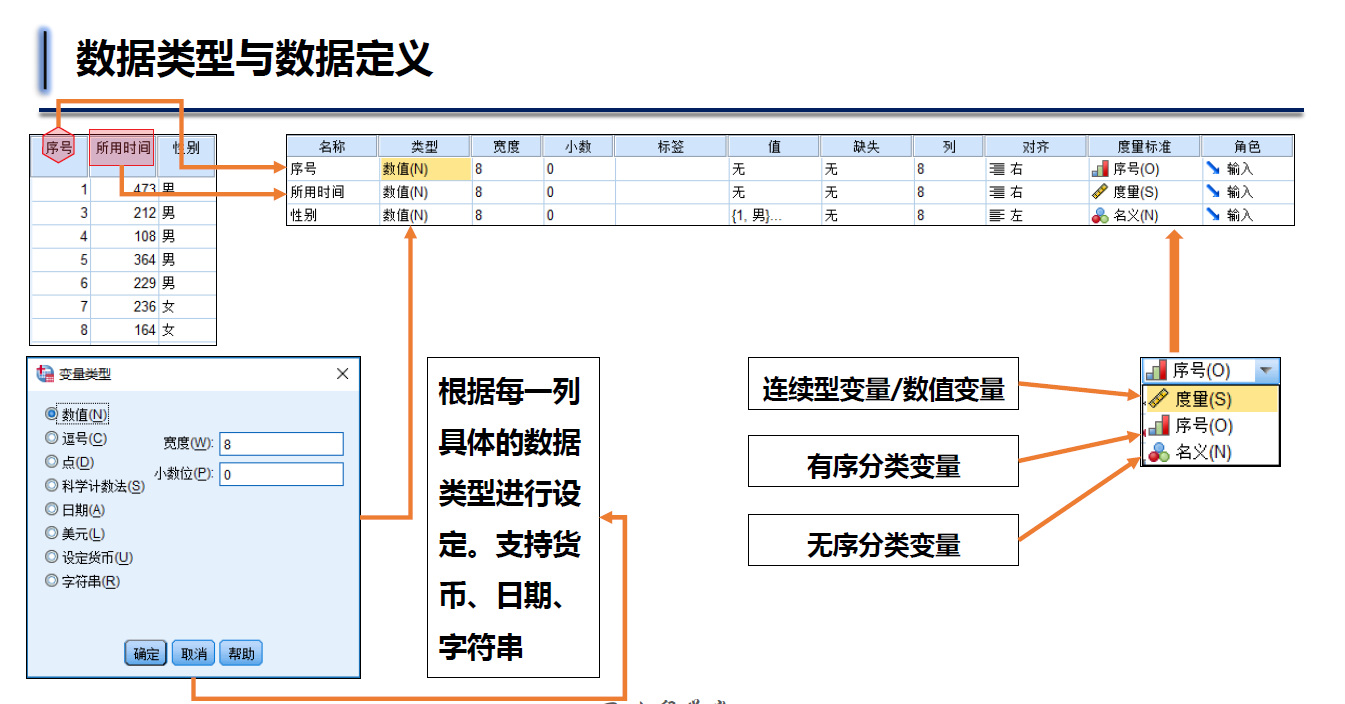 数据类型与数据定义
序号 所用时间 性别
1 473 男
3 212 男
4 108 男
5 364 男
6 229 男
7 236 女
8 164 女
名称 类型 宽度 小数 标签 值 缺失 列 对齐 度量标准 角色
序号 数值(N) 8 0 无 无 8 右 序号(O) 输入
所用时间 数值(N) 8 0 无 无 8 右 度量(S) 输入
性别 数值(N) 8 0 {1, 男}... 无 8 左 名义(N) 输入
变量类型
数值(N)
逗号(C)
点(D)
科学计数法(S)
日期(A)
美元(L)
设定货币(U)
字符串(R)
宽度(W): 8
小数位(P): 0
确定 取消 帮助
根据每一列
具体的数据
类型进行设
定。支持货
币、日期、
字符串
连续型变量/数值变量
有序分类变量
无序分类变量
序号(O)
度量(S)
序号(O)
名义(N)